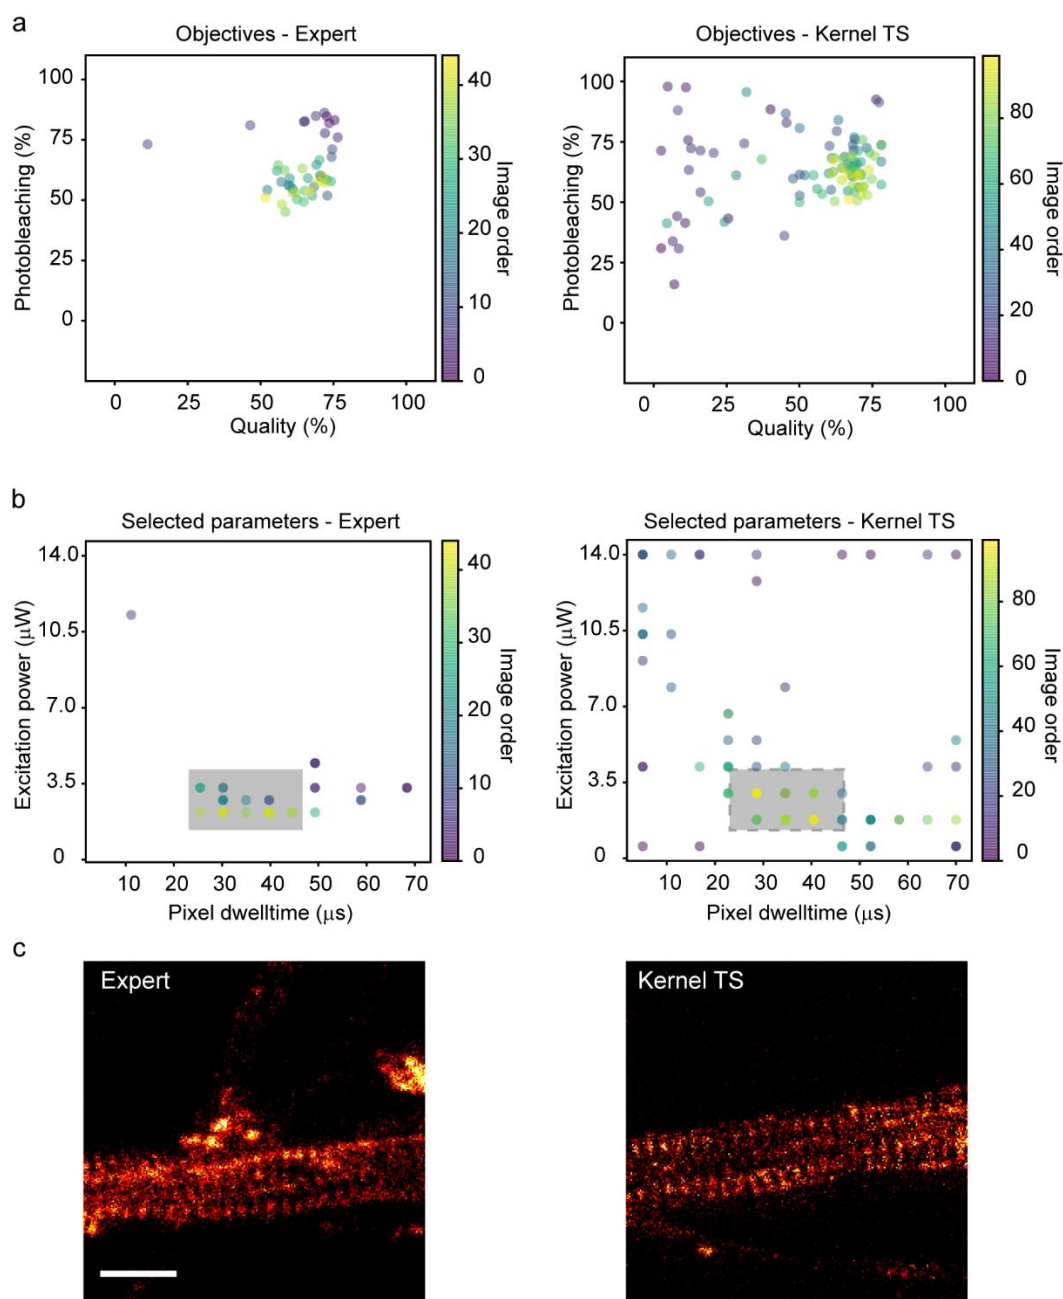 a
Objectives - Expert
Photobleaching (%)
100
75
50
25
0
0 25 50 75 100
Quality (%)
40
30
20
10
0
Image order
Objectives - Kernel TS
Photobleaching (%)
100
75
50
25
0
0 25 50 75 100
Quality (%)
80
60
40
20
0
Image order
b
Selected parameters - Expert
Excitation power (μW)
14.0
10.5
7.0
3.5
0
10 20 30 40 50 60 70
Pixel dwelltime (μs)
40
30
20
10
0
Image order
Selected parameters - Kernel TS
Excitation power (μW)
14.0
10.5
7.0
3.5
0
10 20 30 40 50 60 70
Pixel dwelltime (μs)
80
60
40
20
0
Image order
c
Expert
Kernel TS